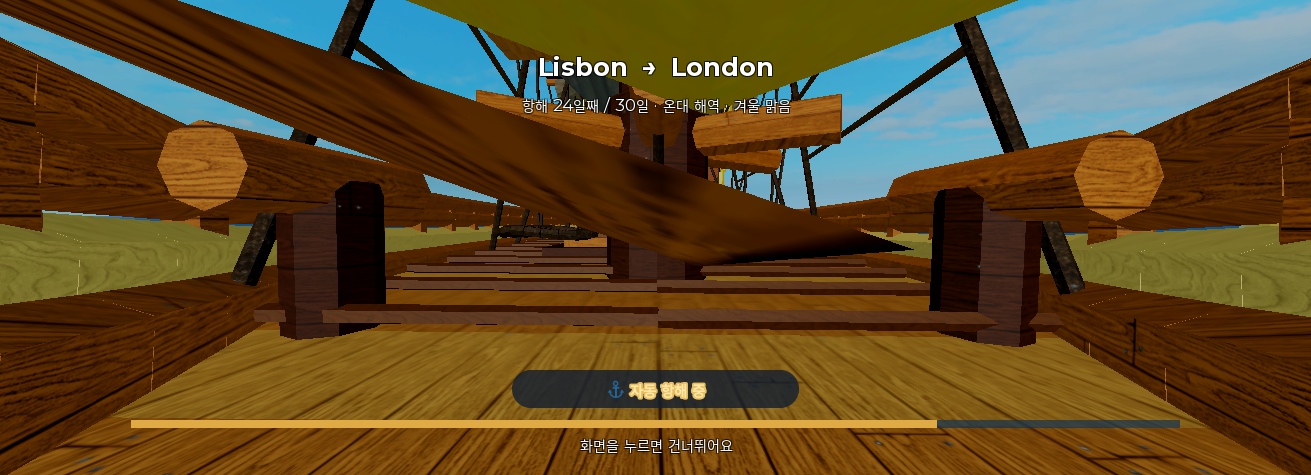 Lisbon → London
항해 24일째 / 30일 · 온대 해역 · 겨울 맑음
⚓ 자동 항해 중
화면을 누르면 건너뛰어요